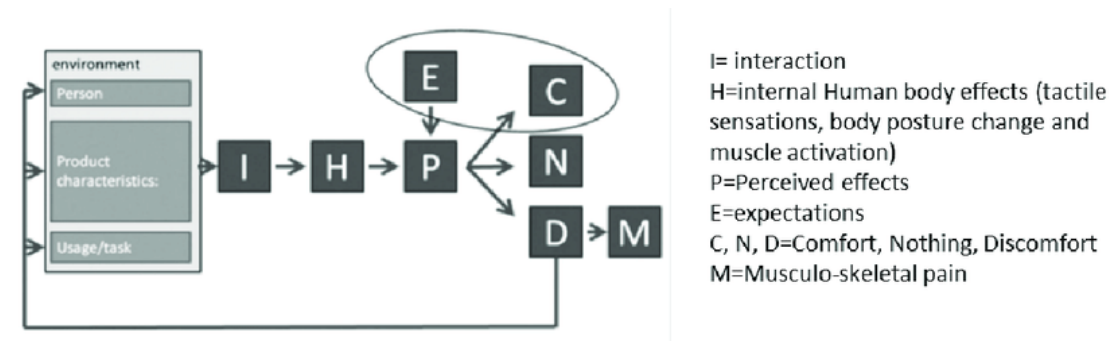 environment
Person
Product
characteristics:
Usage/task
I
H
P
E
C
N
D
M
I= interaction
H=internal Human body effects (tactile
sensations, body posture change and
muscle activation)
P=Perceived effects
E=expectations
C, N, D=Comfort, Nothing, Discomfort
M=Musculo-skeletal pain